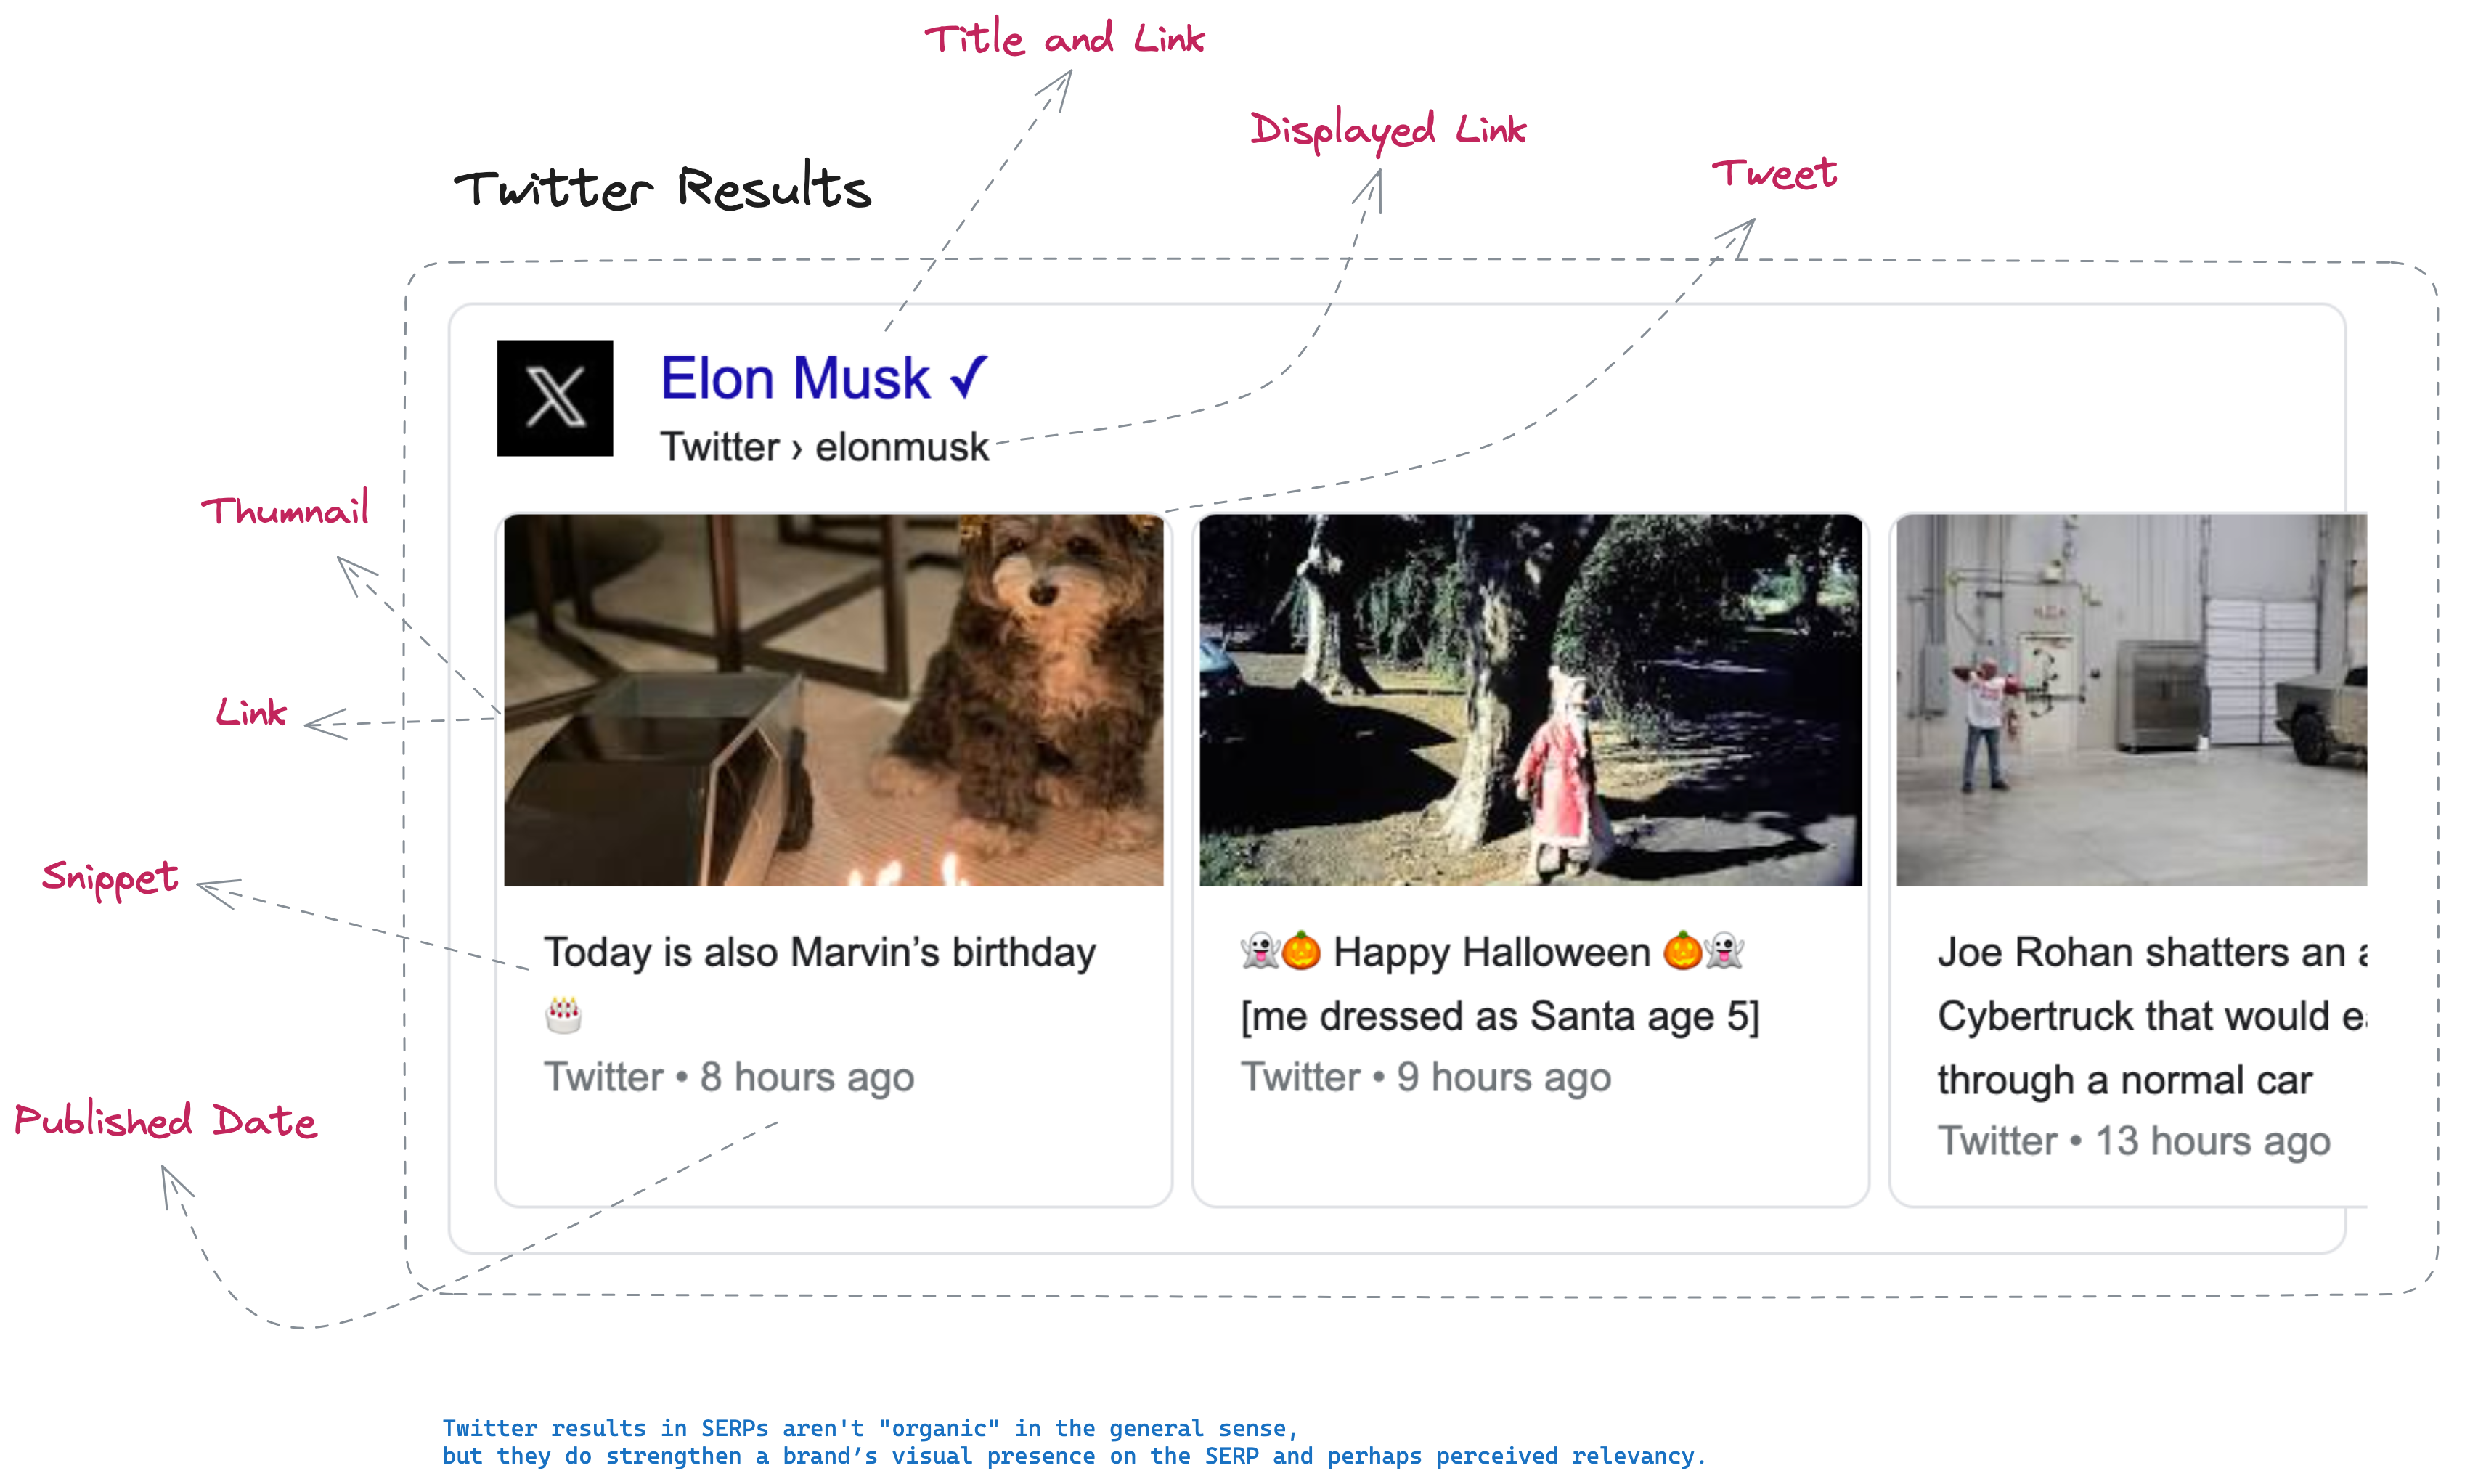 Title and Link
Displayed Link
Tweet
Twitter Results
Elon Musk ✓
Twitter › elonmusk
Thumnail
Link
Snippet
Published Date
Today is also Marvin’s birthday
🎂
Twitter • 8 hours ago
👻🎃 Happy Halloween 🎃👻
[me dressed as Santa age 5]
Twitter • 9 hours ago
Joe Rohan shatters an
Cybertruck that would
through a normal car
Twitter • 13 hours ago
Twitter results in SERPs aren't "organic" in the general sense,
but they do strengthen a brand’s visual presence on the SERP and perhaps perceived relevancy.